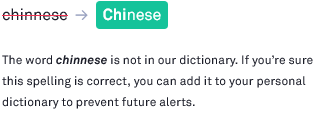 chinnese → Chinese
The word chinnese is not in our dictionary. If you're sure
this spelling is correct, you can add it to your personal
dictionary to prevent future alerts.